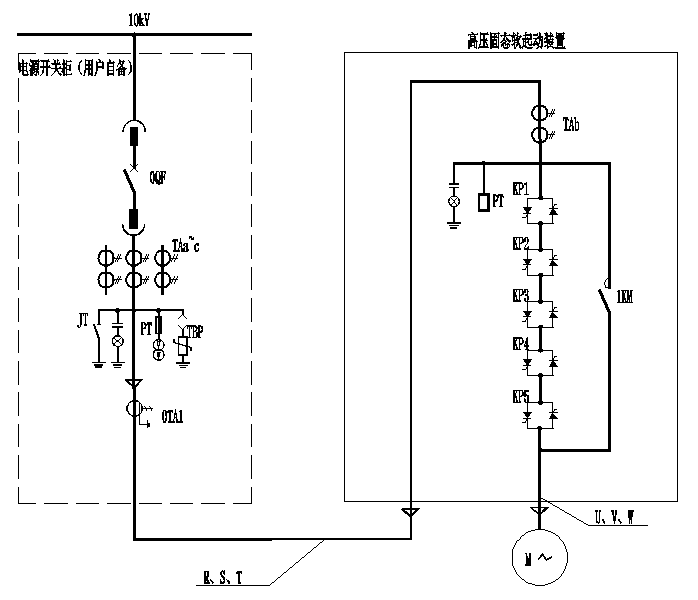 10kV
电源开关柜（用户自备）
高压固态软起动装置
0QF
TAa~c
JT
PT
TBP
0TA1
TAb
PT
KP1
KP2
KP3
KP4
KP5
1KM
R、S、T
U、V、W
M ~